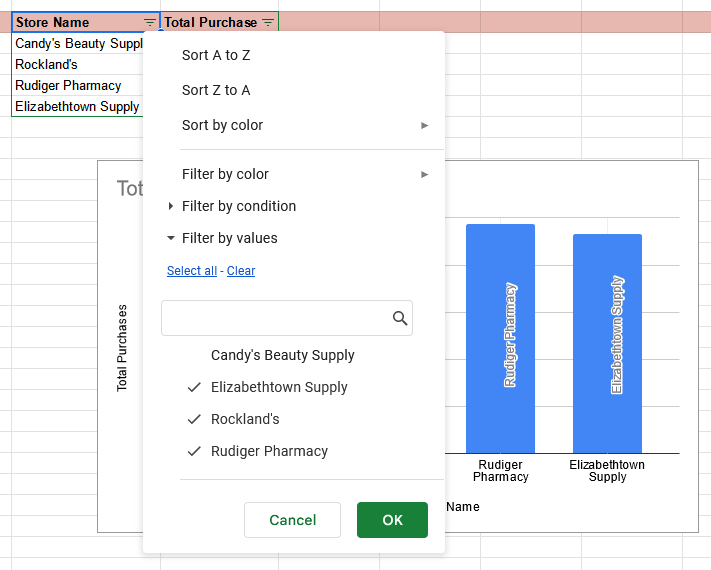 Store Name Total Purchase
Candy's Beauty Suppl
Rockland's
Rudiger Pharmacy
Elizabethtown Supply
Sort A to Z
Sort Z to A
Sort by color
Filter by color
Filter by condition
Filter by values
Select all - Clear
Candy's Beauty Supply
Elizabethtown Supply
Rockland's
Rudiger Pharmacy
Cancel OK
Tot
Total Purchases
Rudiger Pharmacy
Elizabethtown Supply
Rudiger
Pharmacy
Elizabethtown
Supply
Name